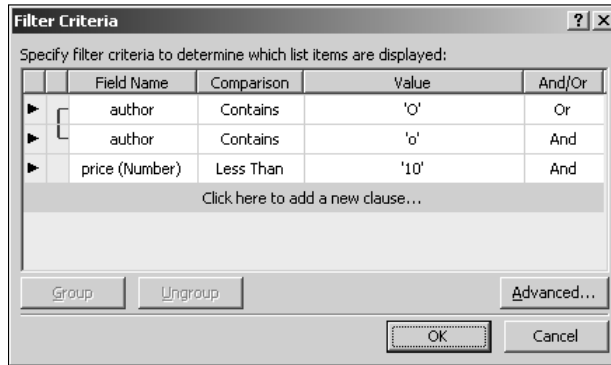 Filter Criteria
Specify filter criteria to determine which list items are displayed:
Field Name Comparison Value And/Or
author Contains 'O' Or
author Contains 'o' And
price (Number) Less Than '10' And
Click here to add a new clause...
Group Ungroup Advanced...
OK Cancel